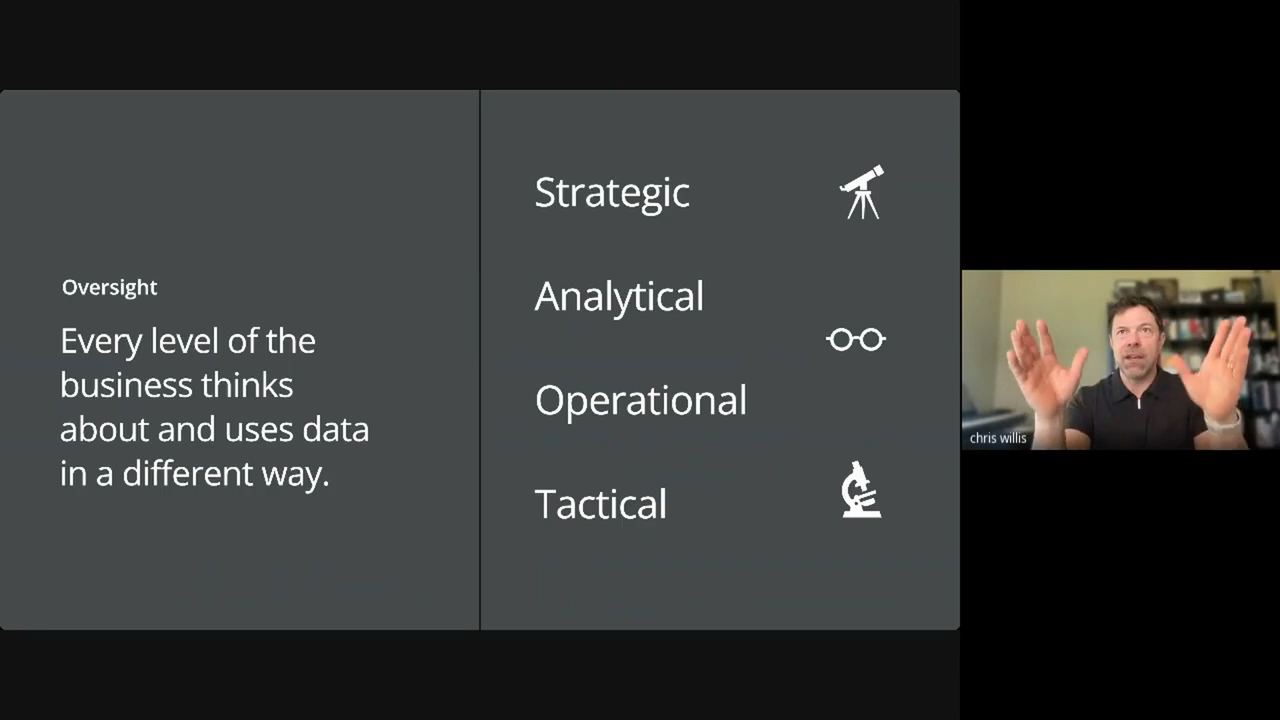 Oversight
Every level of the
business thinks
about and uses data
in a different way.
Strategic
Analytical
Operational
Tactical
chris willis